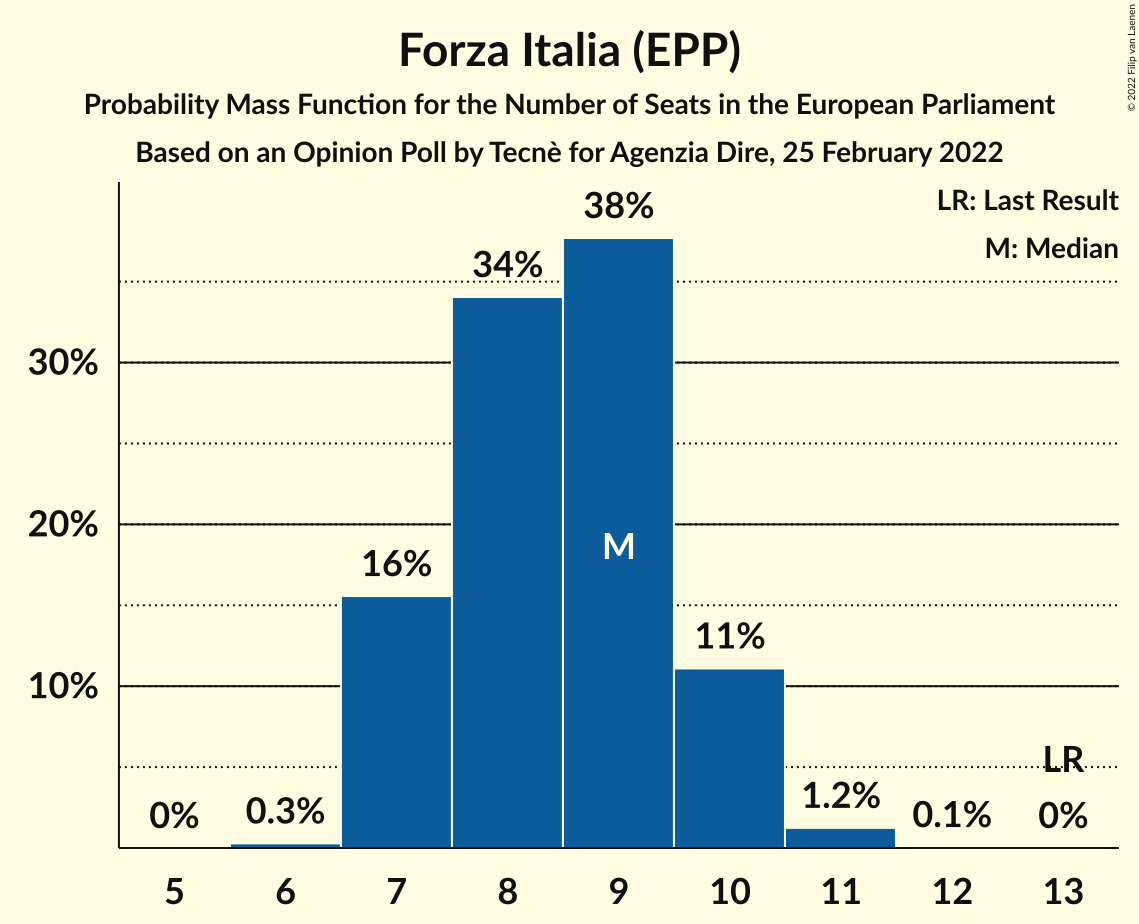 Forza Italia (EPP)
Probability Mass Function for the Number of Seats in the European Parliament
Based on an Opinion Poll by Tecnè for Agenzia Dire, 25 February 2022
© 2022 Filip van Laenen
LR: Last Result
M: Median
38%
34%
30%
20%
M
16%
11%
10%
LR
0%
0.3%
1.2%
0.1%
0%
5 6 7 8 9 10 11 12 13